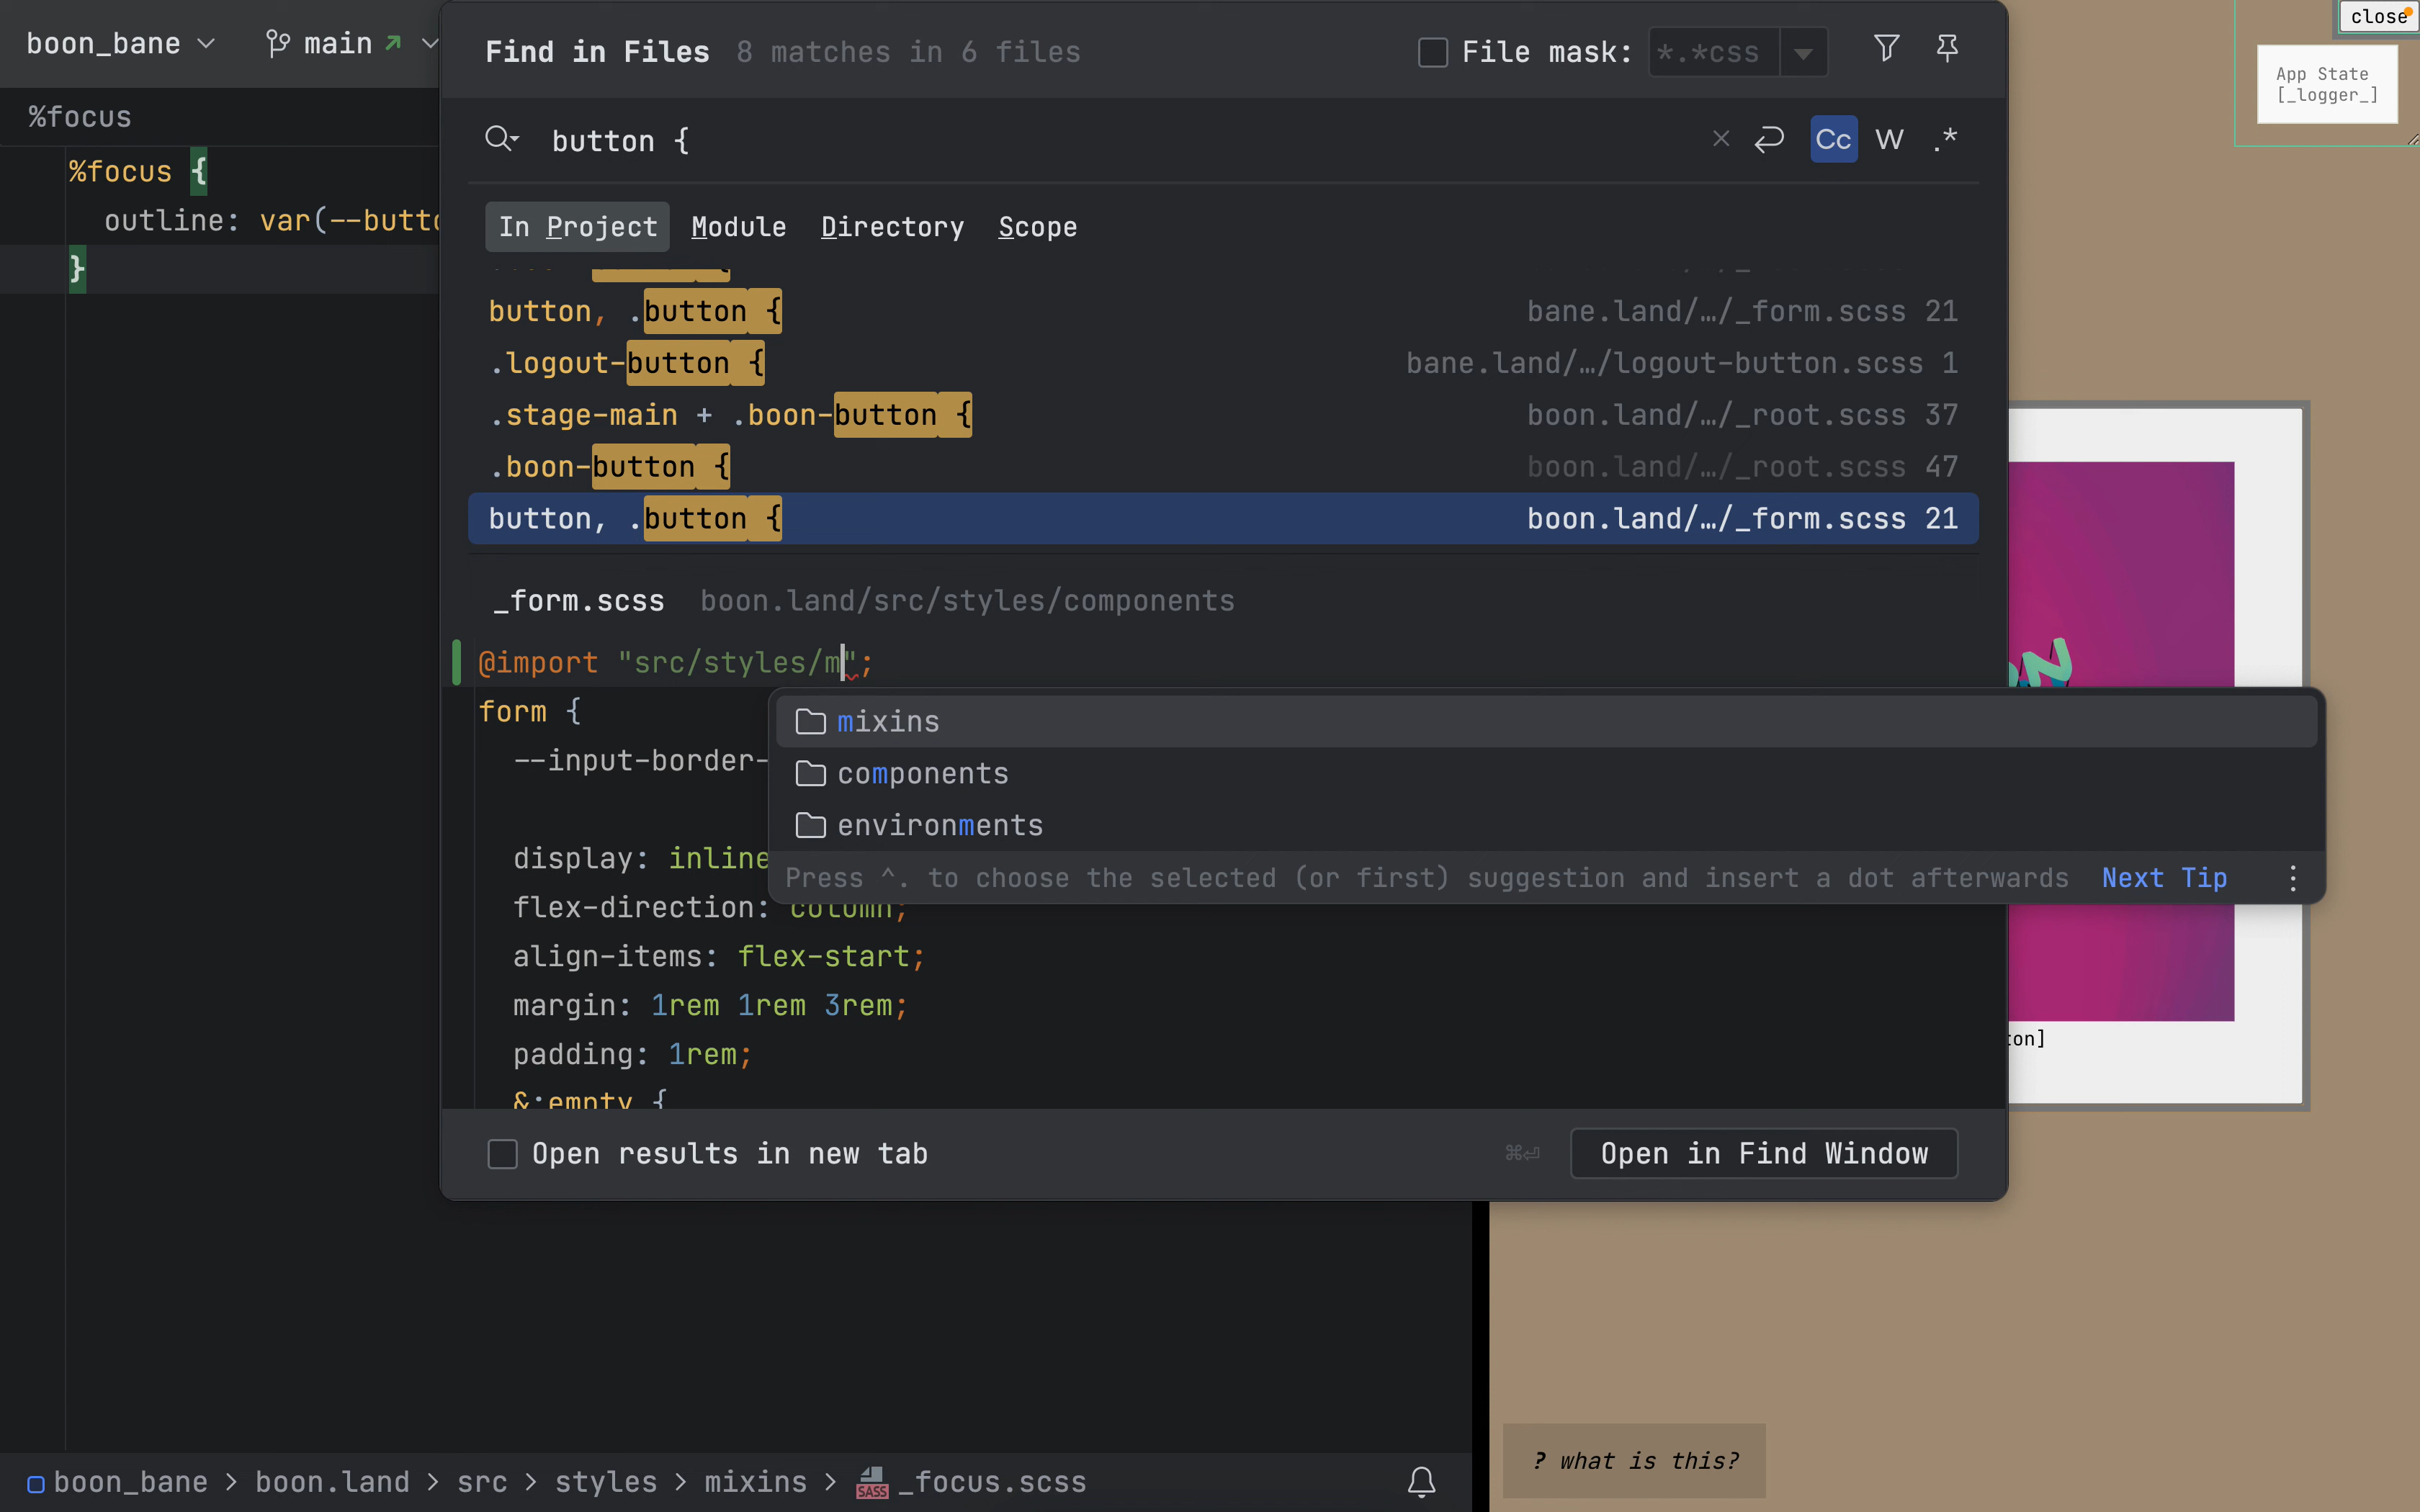 boon_bane
main
%focus
%focus {
outline: var(--butto
}
Find in Files 8 matches in 6 files
File mask: *.*css
button {
Cc W .*
In Project Module Directory Scope
button, .button { bane.land/…/_form.scss 21
.logout-button { bane.land/…/logout-button.scss 1
.stage-main + .boon-button { boon.land/…/_root.scss 37
.boon-button { boon.land/…/_root.scss 47
button, .button { boon.land/…/_form.scss 21
_form.scss boon.land/src/styles/components
@import "src/styles/m";
form {
--input-border-
display: inline
flex-direction: column;
align-items: flex-start;
margin: 1rem 1rem 3rem;
padding: 1rem;
&:empty {
mixins
components
environments
Press ^. to choose the selected (or first) suggestion and insert a dot afterwards Next Tip
Open results in new tab
⌘⏎ Open in Find Window
boon_bane > boon.land > src > styles > mixins > SASS _focus.scss
close
App State
[_logger_]
ton]
? what is this?